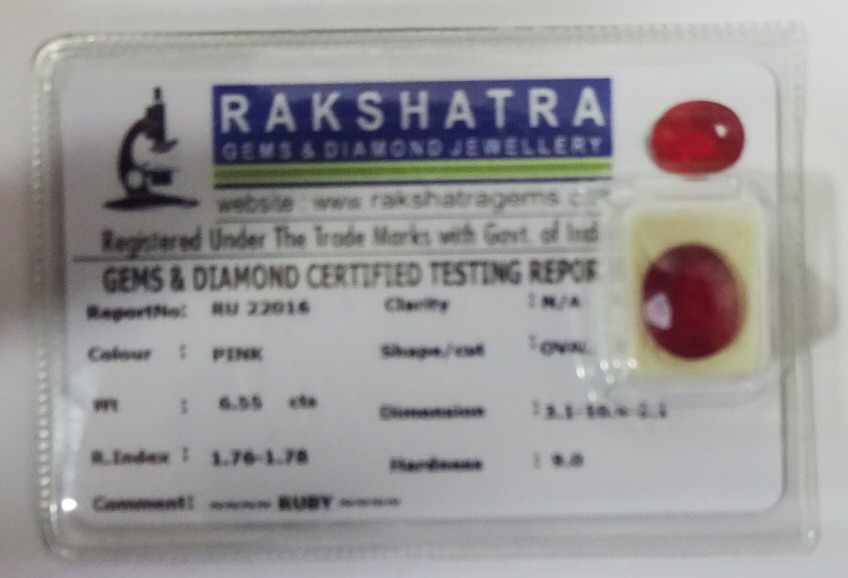 RAKSHATRA
GEMS & DIAMOND JEWELLERY
website : www.rakshatragems.
Registered Under The Trade Marks with Govt. of Ind
GEMS & DIAMOND CERTIFIED TESTING REPOR
ReportNo: RU 22016 Clarity : N/A
Colour : PINK Shape/cut : OVAL
Wt : 6.55 cts Dimension :
R.Index : 1.76-1.78 Hardness : 9.0
Comment: ~~~~~ RUBY ~~~~~